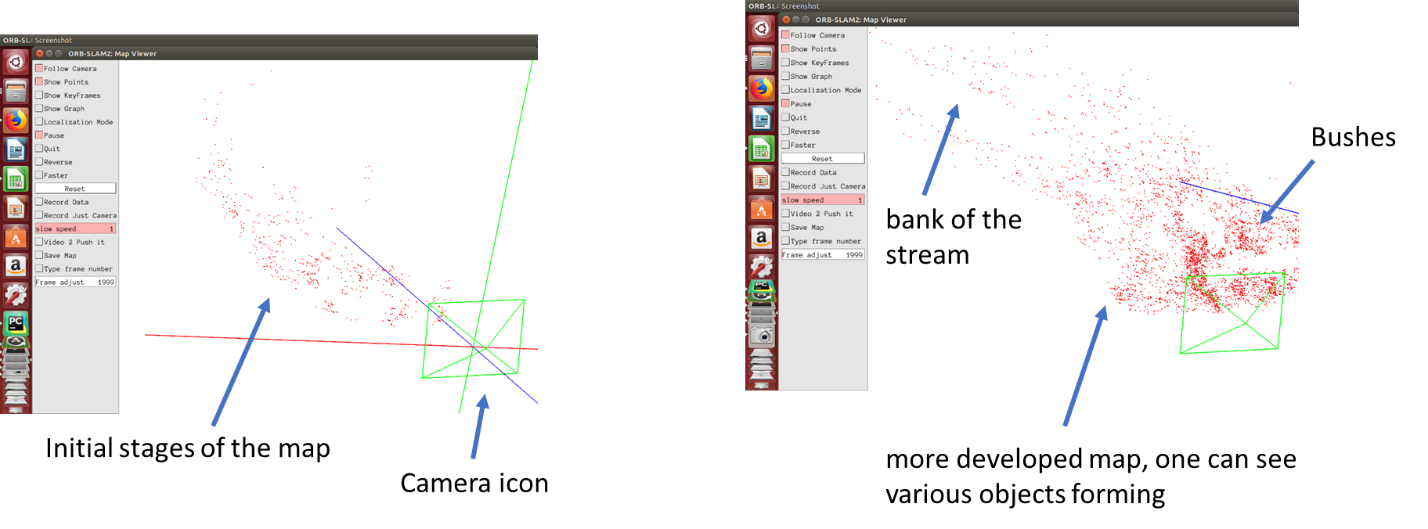 ORB-SLA Screenshot
ORB-SLAM2: Map Viewer
Follow Camera
Show Points
Show KeyFrames
Show Graph
Localization Mode
Pause
Quit
Reverse
Faster
Reset
Record Data
Record Just Camera
slow speed 1
Video 2 Push it
Save Map
Type frame number
Frame adjust 1999
PC
Initial stages of the map
Camera icon
ORB-SLA Screenshot
ORB-SLAM2: Map Viewer
Follow Camera
Show Points
Show KeyFrames
Show Graph
Localization Mode
Pause
Quit
Reverse
Faster
Reset
Record Data
Record Just Camera
slow speed 1
Video 2 Push it
Save Map
Type frame number
Frame adjust 1999
bank of the
stream
Bushes
more developed map, one can see
various objects forming